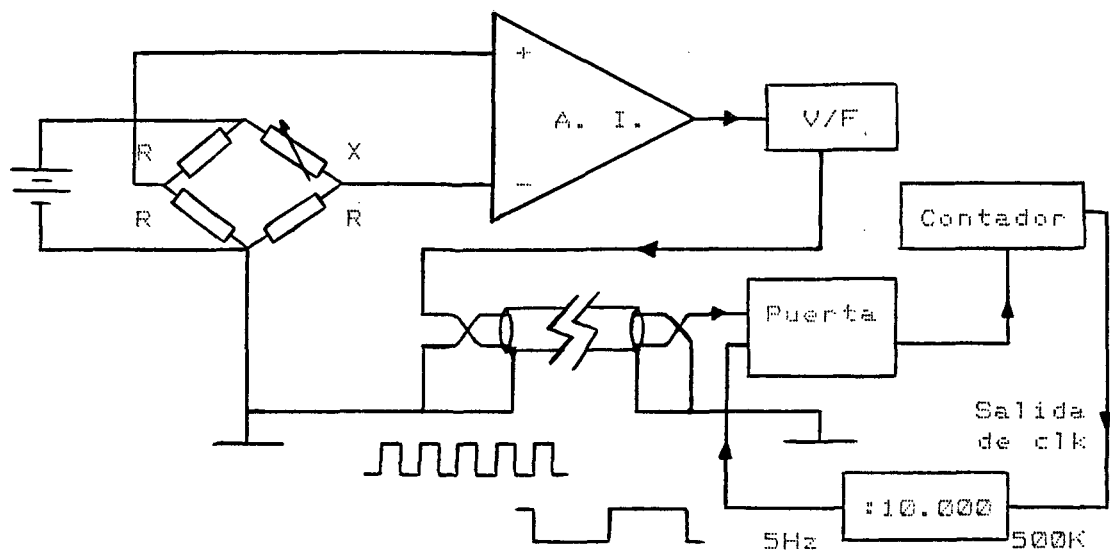 +
A. I.
-
V/F
R
X
R
R
Contador
Puerta
Salida
de clk
:10.000
5Hz
500K